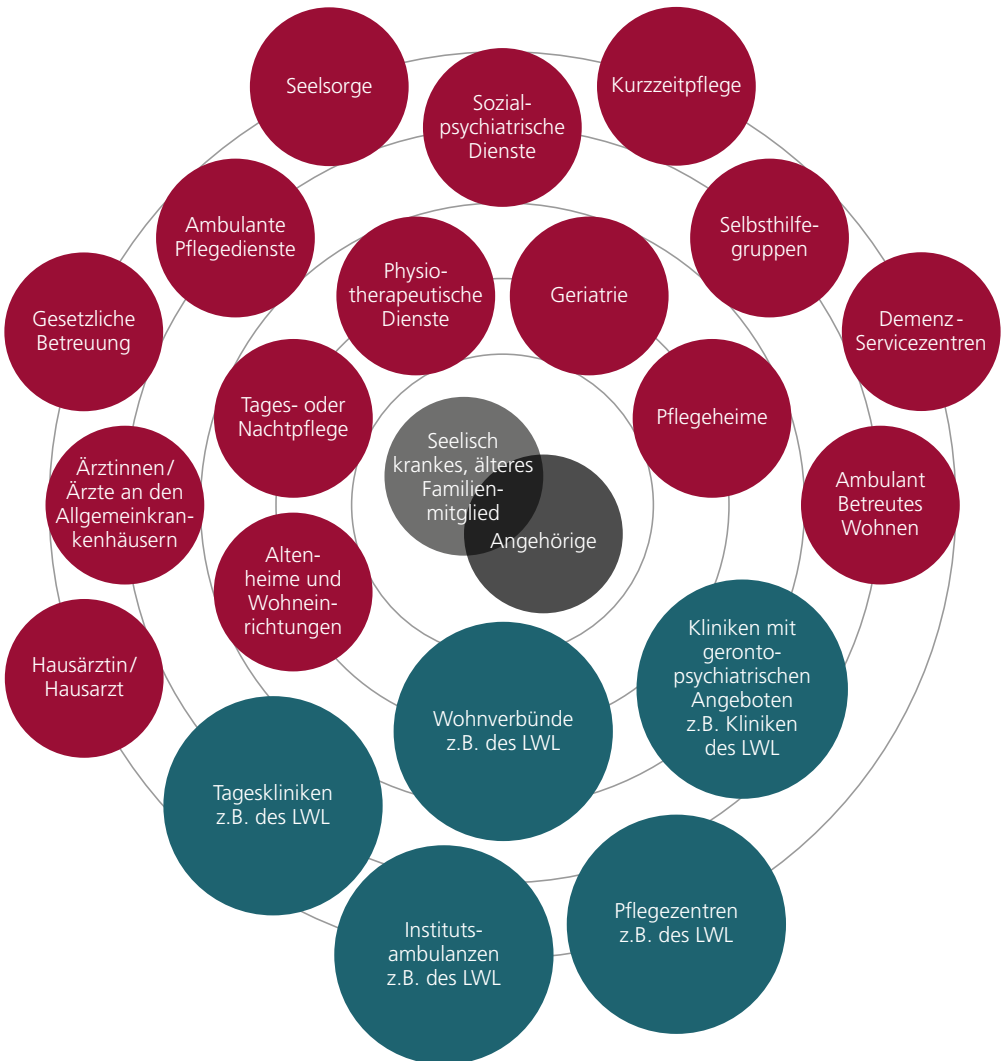 Seelsorge
Kurzzeitpflege
Sozial-
psychiatrische
Dienste
Ambulante
Pflegedienste
Selbsthilfe-
gruppen
Physio-
therapeutische
Dienste
Geriatrie
Gesetzliche
Betreuung
Demenz-
Servicezentren
Tages- oder
Nachtpflege
Pflegeheime
Seelisch
krankes, älteres
Familien-
mitglied
Angehörige
Ärztinnen/
Ärzte an den
Allgemeinkran-
kenhäusern
Ambulant
Betreutes
Wohnen
Alten-
heime und
Wohnein-
richtungen
Hausärztin/
Hausarzt
Kliniken mit
geronto-
psychiatrischen
Angeboten
z.B. Kliniken
des LWL
Wohnverbünde
z.B. des LWL
Tageskliniken
z.B. des LWL
Instituts-
ambulanzen
z.B. des LWL
Pflegezentren
z.B. des LWL